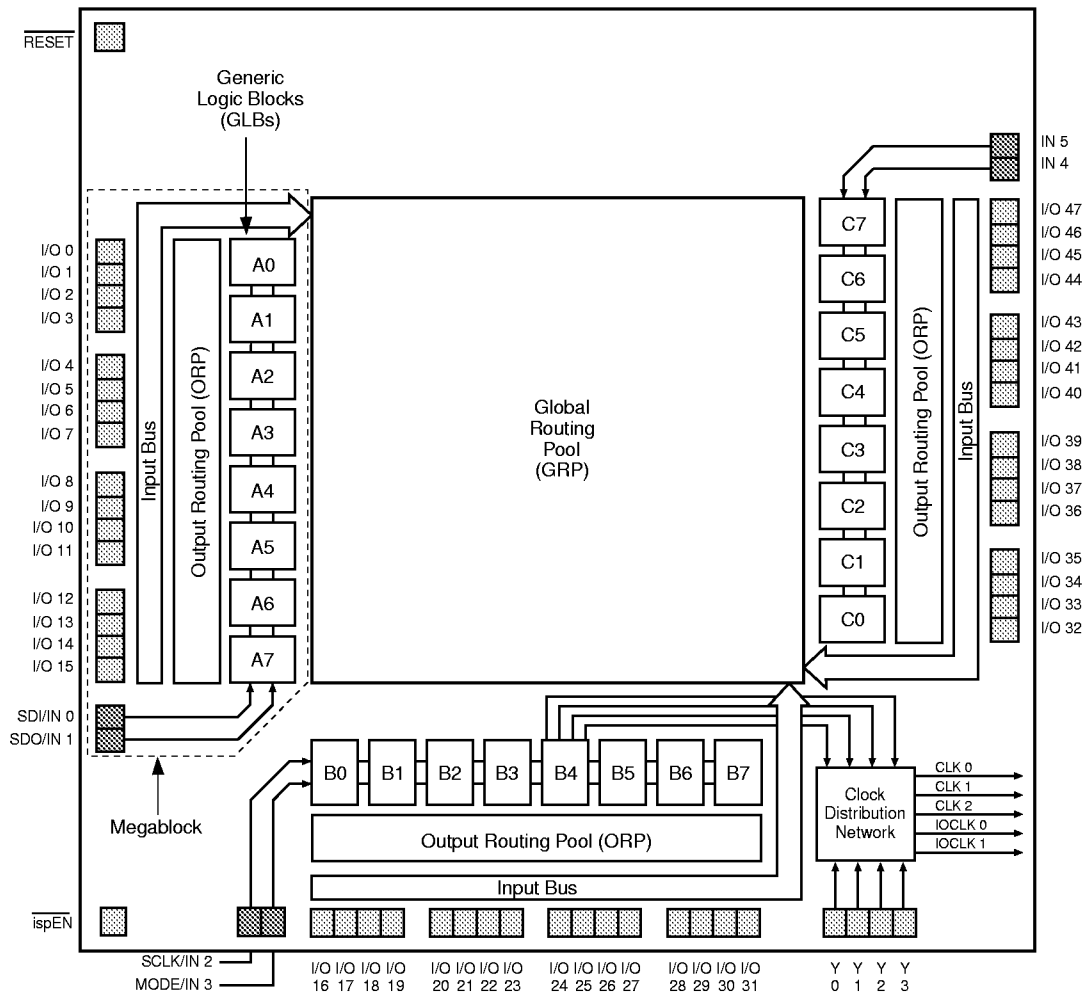 RESET
Generic
Logic Blocks
(GLBs)
IN 5
IN 4
I/O 0
I/O 1
I/O 2
I/O 3
I/O 4
I/O 5
I/O 6
I/O 7
I/O 8
I/O 9
I/O 10
I/O 11
I/O 12
I/O 13
I/O 14
I/O 15
SDI/IN 0
SDO/IN 1
Megablock
Input Bus
Output Routing Pool (ORP)
A0
A1
A2
A3
A4
A5
A6
A7
Global
Routing
Pool
(GRP)
C7
C6
C5
C4
C3
C2
C1
C0
Output Routing Pool (ORP)
Input Bus
I/O 47
I/O 46
I/O 45
I/O 44
I/O 43
I/O 42
I/O 41
I/O 40
I/O 39
I/O 38
I/O 37
I/O 36
I/O 35
I/O 34
I/O 33
I/O 32
B0 B1 B2 B3 B4 B5 B6 B7
Output Routing Pool (ORP)
Input Bus
Clock
Distribution
Network
CLK 0
CLK 1
CLK 2
IOCLK 0
IOCLK 1
ispEN
SCLK/IN 2
MODE/IN 3
I/O I/O I/O I/O I/O I/O I/O I/O I/O I/O I/O I/O I/O I/O I/O I/O Y Y Y Y
16 17 18 19 20 21 22 23 24 25 26 27 28 29 30 31 0 1 2 3